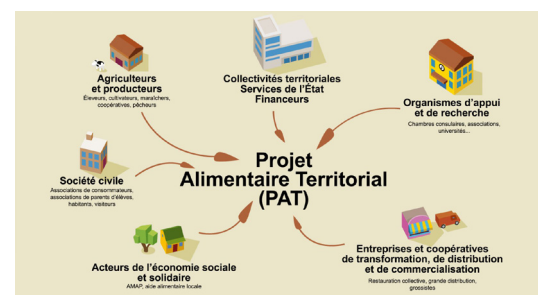 Agriculteurs
et producteurs
Éleveurs, cultivateurs, maraîchers,
coopératives, pêcheurs
Collectivités territoriales
Services de l'État
Financeurs
Organismes d'appui
et de recherche
Chambres consulaires, associations,
universités...
Projet
Alimentaire Territorial
(PAT)
Société civile
Associations de consommateurs,
associations de parents d'élèves,
habitants, visiteurs
Acteurs de l'économie sociale
et solidaire
AMAP, aide alimentaire locale
Entreprises et coopératives
de transformation, de distribution
et de commercialisation
Restauration collective, grande distribution,
grossistes